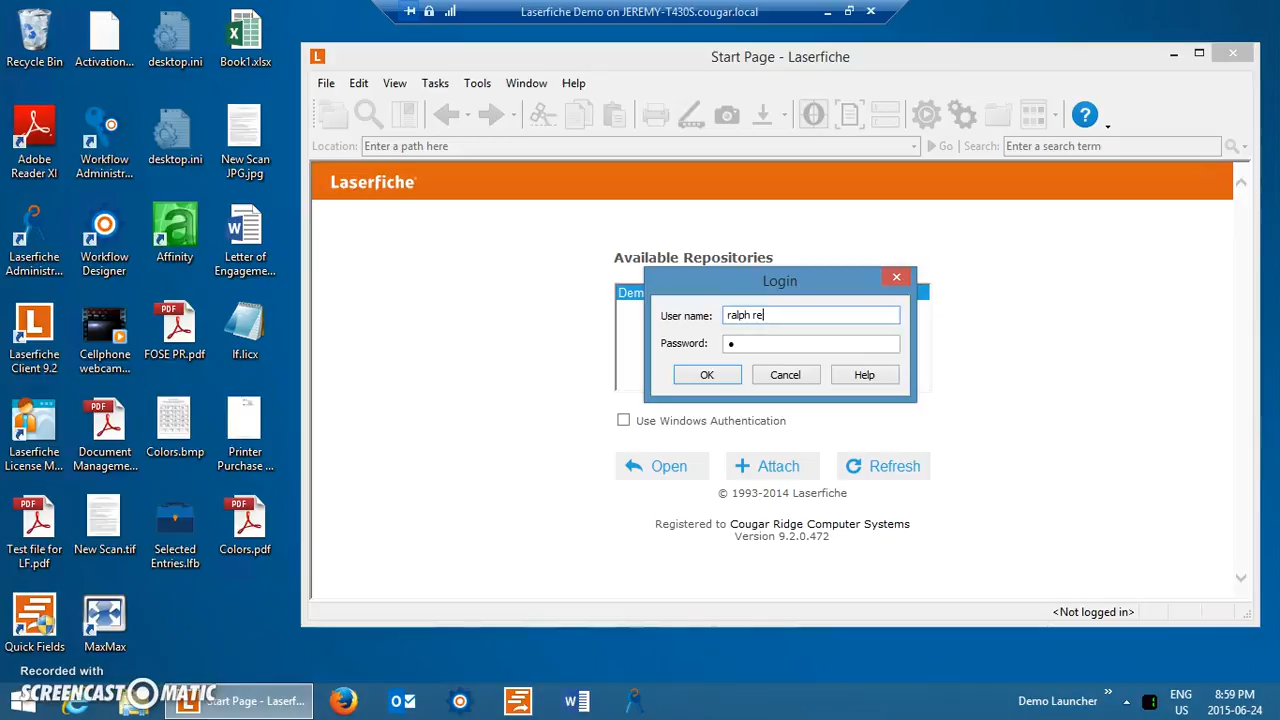 Laserfiche Demo on JEREMY-T430S.cougar.local
Start Page - Laserfiche
File Edit View Tasks Tools Window Help
Location: Enter a path here Go Search: Enter a search term
Laserfiche
Available Repositories
Dem
Login
User name: ralph re
Password: •
OK Cancel Help
Use Windows Authentication
Open Attach Refresh
© 1993-2014 Laserfiche
Registered to Cougar Ridge Computer Systems
Version 9.2.0.472
<Not logged in>
Recycle Bin Activation... desktop.ini Book1.xlsx
Adobe Reader XI Workflow Administr... desktop.ini New Scan JPG.jpg
Laserfiche Administr... Workflow Designer Affinity Letter of Engageme...
Laserfiche Client 9.2 Cellphone webcam... FOSE PR.pdf lf.licx
Laserfiche License M... Document Manageme... Colors.bmp Printer Purchase ...
Test file for LF.pdf New Scan.tif Selected Entries.lfb Colors.pdf
Quick Fields MaxMax
Recorded with
SCREENCAST MATIC
Start Page - Laserf...
Demo Launcher
ENG
US
8:59 PM
2015-06-24